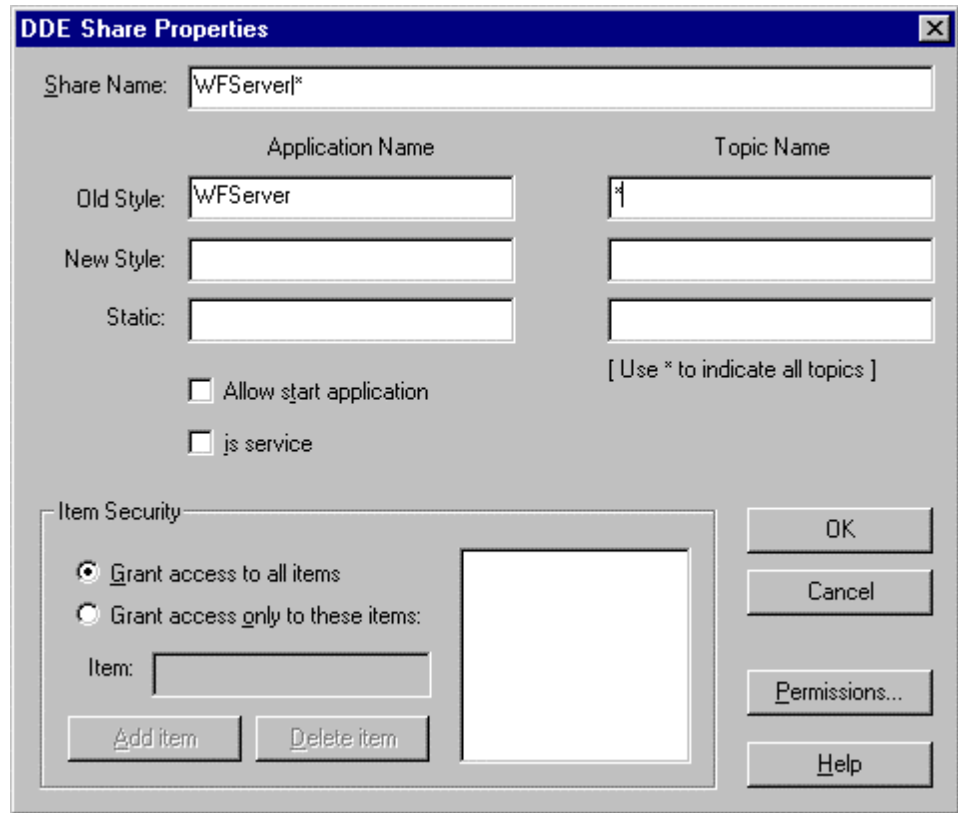 DDE Share Properties
Share Name: WFServer|*
Application Name Topic Name
Old Style: WFServer *
New Style:
Static:
[ Use * to indicate all topics ]
Allow start application
is service
Item Security
Grant access to all items
Grant access only to these items:
Item:
Add item Delete item
OK
Cancel
Permissions...
Help